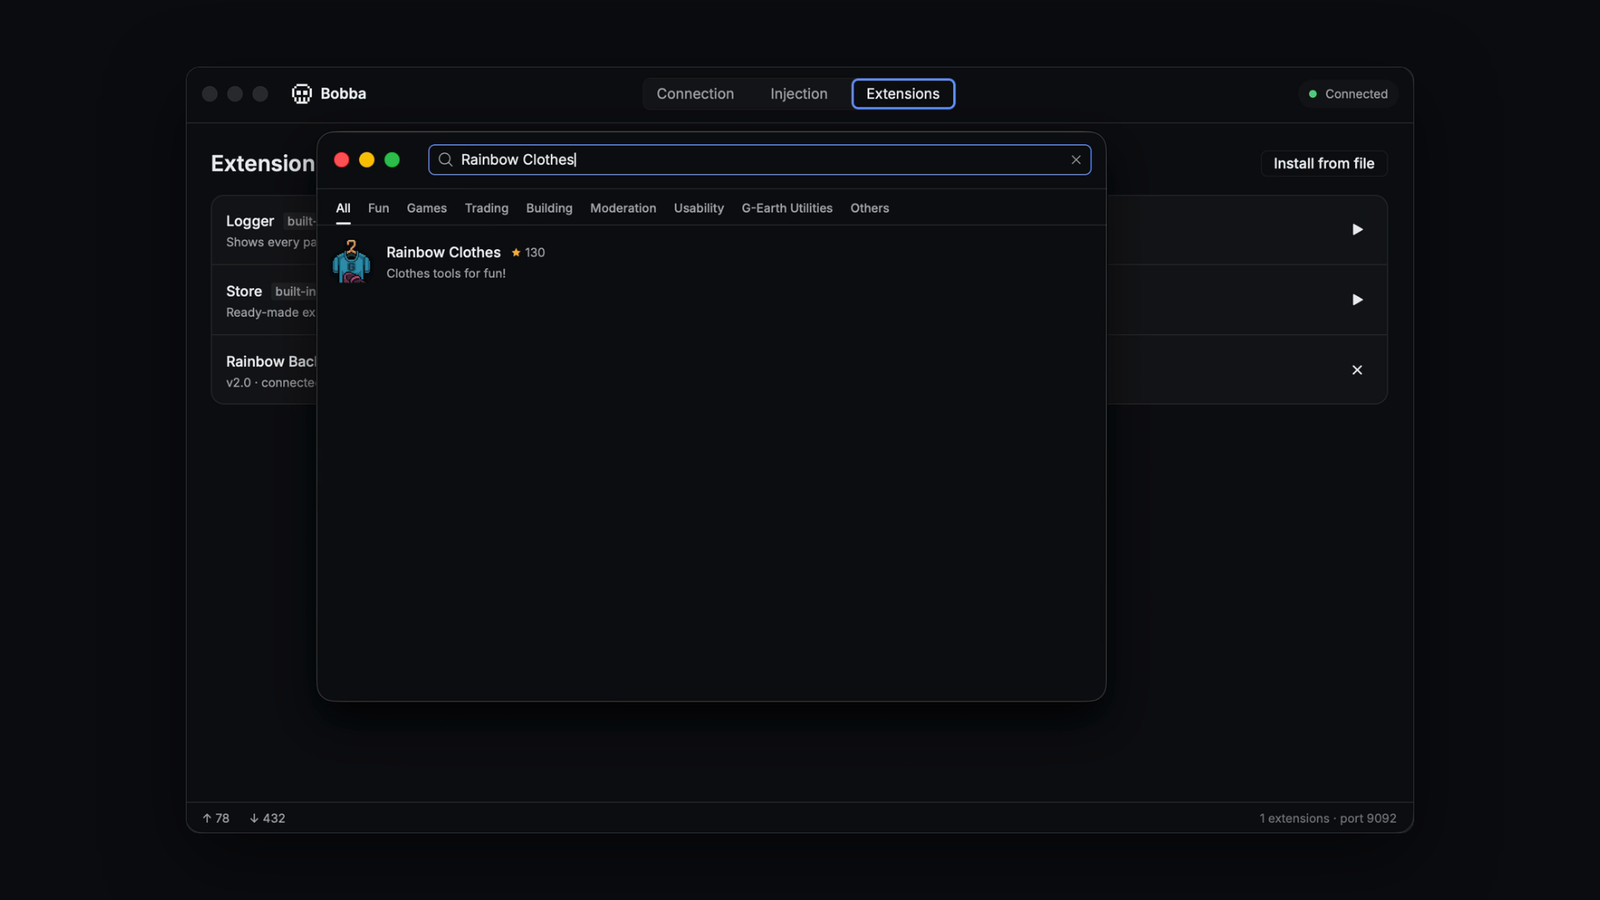 Bobba
Connection
Injection
Extensions
Connected
Extension
Install from file
Rainbow Clothes
All
Fun
Games
Trading
Building
Moderation
Usability
G-Earth Utilities
Others
Rainbow Clothes ★ 130
Clothes tools for fun!
Logger built-
Shows every pa
Store built-in
Ready-made ex
Rainbow Bac
v2.0 · connecte
↑ 78 ↓ 432
1 extensions · port 9092